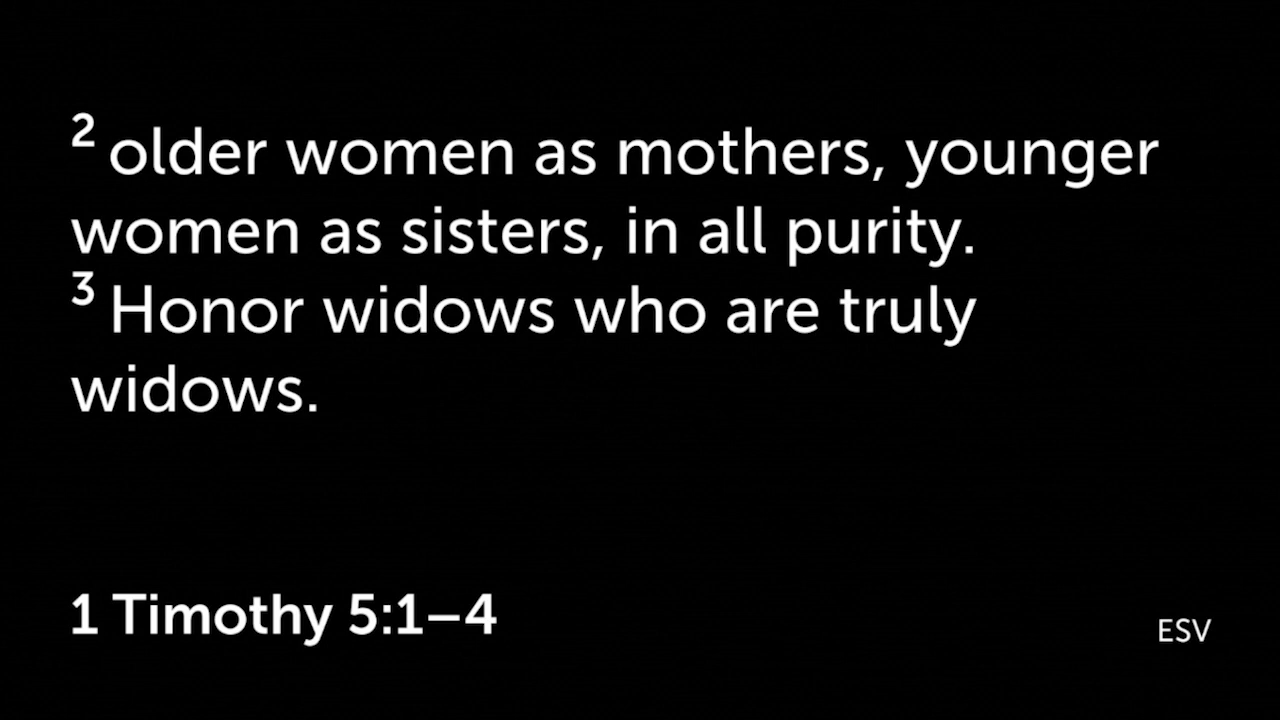 2 older women as mothers, younger
women as sisters, in all purity.
3 Honor widows who are truly
widows.
1 Timothy 5:1–4
ESV